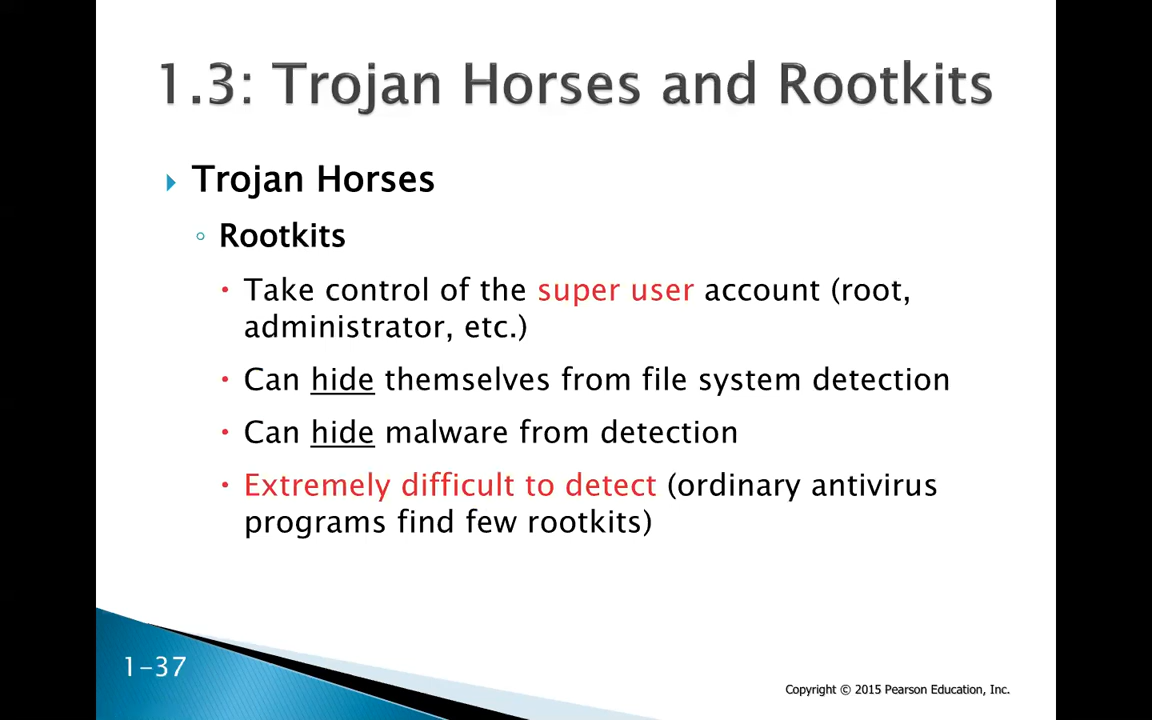 1.3: Trojan Horses and Rootkits
Trojan Horses
Rootkits
Take control of the super user account (root,
administrator, etc.)
Can hide themselves from file system detection
Can hide malware from detection
Extremely difficult to detect (ordinary antivirus
programs find few rootkits)
1-37
Copyright © 2015 Pearson Education, Inc.